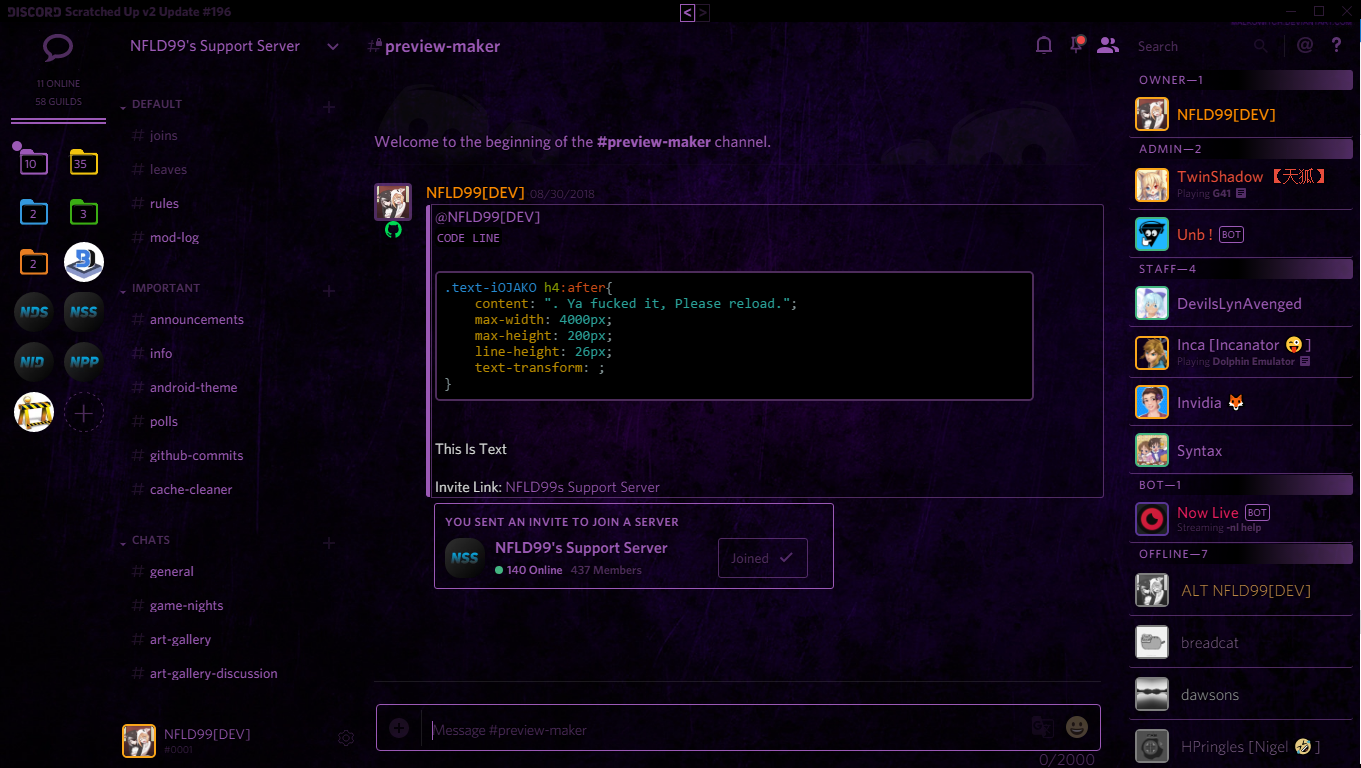 DISCORD Scratched Up v2 Update #196
< >
11 ONLINE
58 GUILDS
10
35
2
3
2
NDS
NSS
NID
NPP
NFLD99's Support Server
DEFAULT
# joins
# leaves
# rules
# mod-log
IMPORTANT
# announcements
# info
# android-theme
# polls
# github-commits
# cache-cleaner
CHATS
# general
# game-nights
# art-gallery
# art-gallery-discussion
NFLD99[DEV]
#0001
#preview-maker
Search
@ ?
Welcome to the beginning of the #preview-maker channel.
NFLD99[DEV] 08/30/2018
@NFLD99[DEV]
CODE LINE
.text-iOJAKO h4:after{
content: ". Ya fucked it, Please reload.";
max-width: 4000px;
max-height: 200px;
line-height: 26px;
text-transform: ;
}
This Is Text
Invite Link: NFLD99s Support Server
YOU SENT AN INVITE TO JOIN A SERVER
NSS
NFLD99's Support Server
140 Online 437 Members
Joined
Message #preview-maker
0/2000
OWNER—1
NFLD99[DEV]
ADMIN—2
TwinShadow 【天狐】
Playing G41
Unb ! BOT
STAFF—4
DevilsLynAvenged
Inca [Incanator 😜]
Playing Dolphin Emulator
Invidia 🦊
Syntax
BOT—1
Now Live BOT
Streaming -nl help
OFFLINE—7
ALT NFLD99[DEV]
breadcat
dawsons
HPringles [Nigel 🤣]